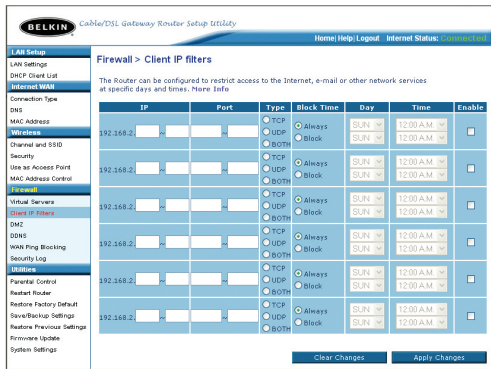 BELKIN Cable/DSL Gateway Router Setup Utility
Home| Help| Logout Internet Status: Connected
LAN Setup
LAN Settings
DHCP Client List
Internet WAN
Connection Type
DNS
MAC Address
Wireless
Channel and SSID
Security
Use as Access Point
MAC Address Control
Firewall
Virtual Servers
Client IP Filters
DMZ
DDNS
WAN Ping Blocking
Security Log
Utilities
Parental Control
Restart Router
Restore Factory Default
Save/Backup Settings
Restore Previous Settings
Firmware Update
System Settings
Firewall > Client IP filters
The Router can be configured to restrict access to the Internet, e-mail or other network services
at specific days and times. More Info
IP Port Type Block Time Day Time Enable
192.168.2. ~ ~ TCP UDP BOTH Always Block SUN SUN 12:00 A.M. 12:00 A.M.
192.168.2. ~ ~ TCP UDP BOTH Always Block SUN SUN 12:00 A.M. 12:00 A.M.
192.168.2. ~ ~ TCP UDP BOTH Always Block SUN SUN 12:00 A.M. 12:00 A.M.
192.168.2. ~ ~ TCP UDP BOTH Always Block SUN SUN 12:00 A.M. 12:00 A.M.
192.168.2. ~ ~ TCP UDP BOTH Always Block SUN SUN 12:00 A.M. 12:00 A.M.
192.168.2. ~ ~ TCP UDP BOTH Always Block SUN SUN 12:00 A.M. 12:00 A.M.
Clear Changes Apply Changes